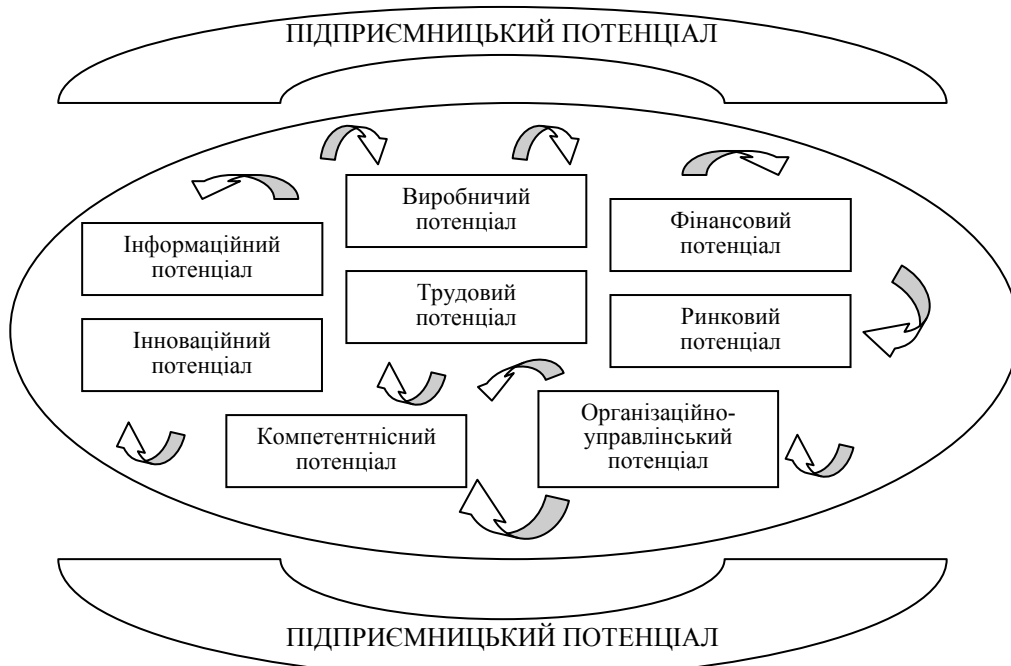 ПІДПРИЄМНИЦЬКИЙ ПОТЕНЦІАЛ
Виробничий
потенціал
Фінансовий
потенціал
Інформаційний
потенціал
Трудовий
потенціал
Ринковий
потенціал
Інноваційний
потенціал
Організаційно-
управлінський
потенціал
Компетентнісний
потенціал
ПІДПРИЄМНИЦЬКИЙ ПОТЕНЦІАЛ